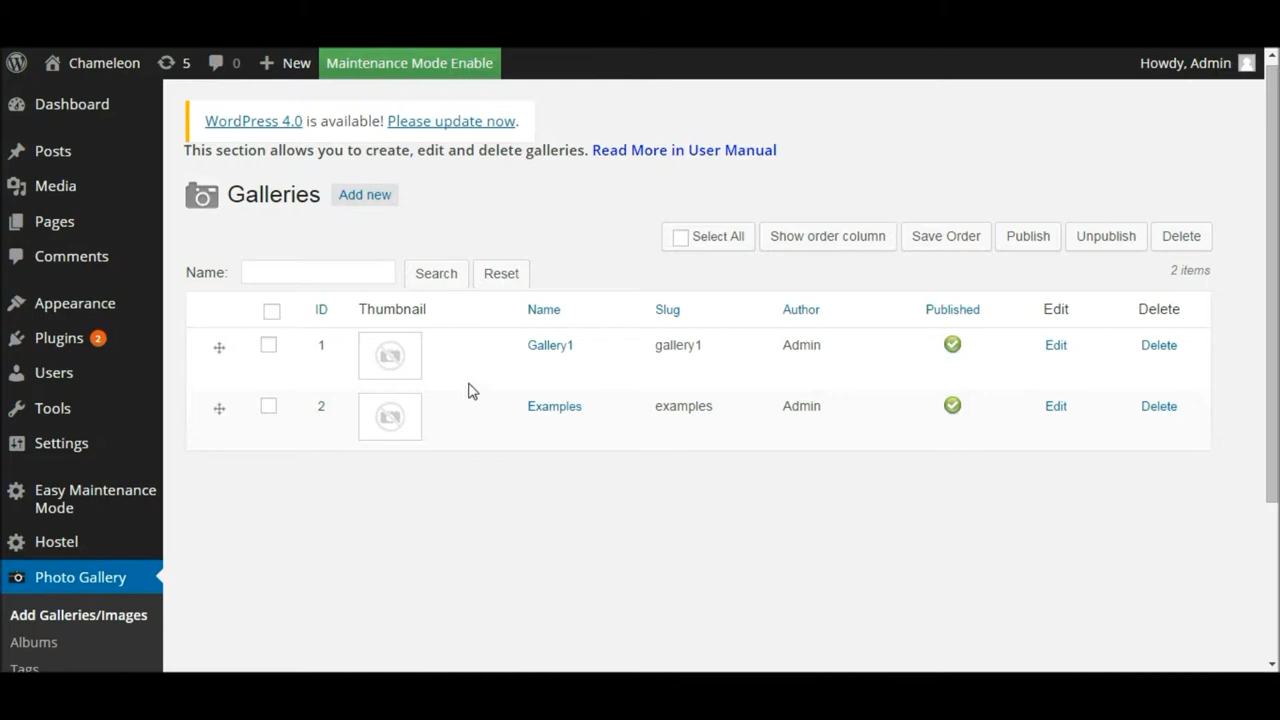 Chameleon 5 0 New Maintenance Mode Enable Howdy, Admin
Dashboard
Posts
Media
Pages
Comments
Appearance
Plugins 2
Users
Tools
Settings
Easy Maintenance
Mode
Hostel
Photo Gallery
Add Galleries/Images
Albums
Tags
WordPress 4.0 is available! Please update now.
This section allows you to create, edit and delete galleries. Read More in User Manual
Galleries Add new
Select All Show order column Save Order Publish Unpublish Delete
Name: Search Reset 2 items
ID Thumbnail Name Slug Author Published Edit Delete
1 Gallery1 gallery1 Admin Edit Delete
2 Examples examples Admin Edit Delete